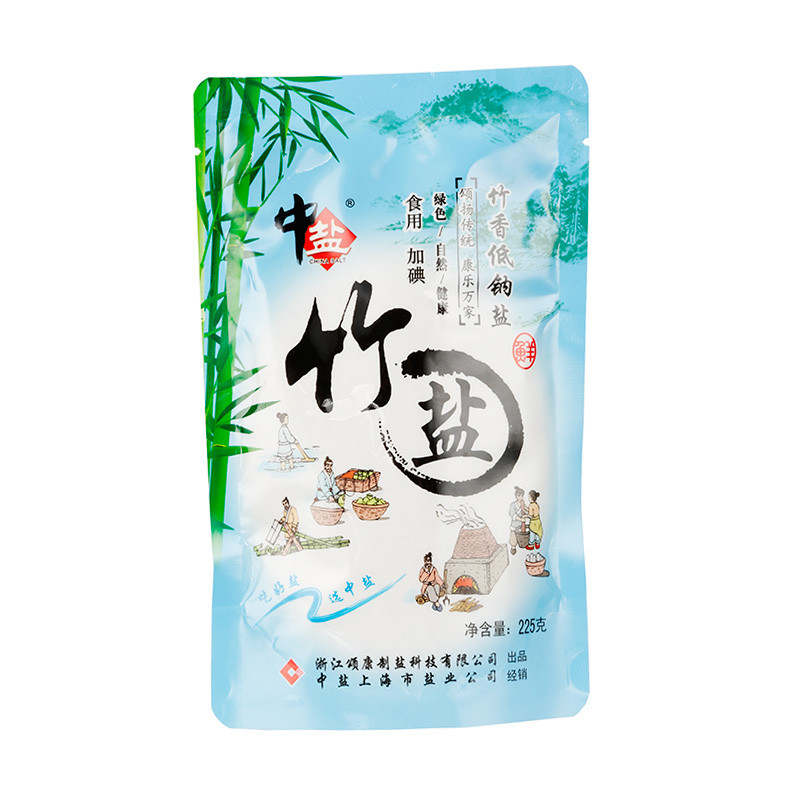 中盐®
CHINA SALT
竹香低钠盐
鲜
颂扬传统 康乐万家
绿色/自然/健康
食用 加碘
竹盐
吃好盐 选中盐
净含量：225克
浙江颂康制盐科技有限公司 出品
中盐上海市盐业公司 经销